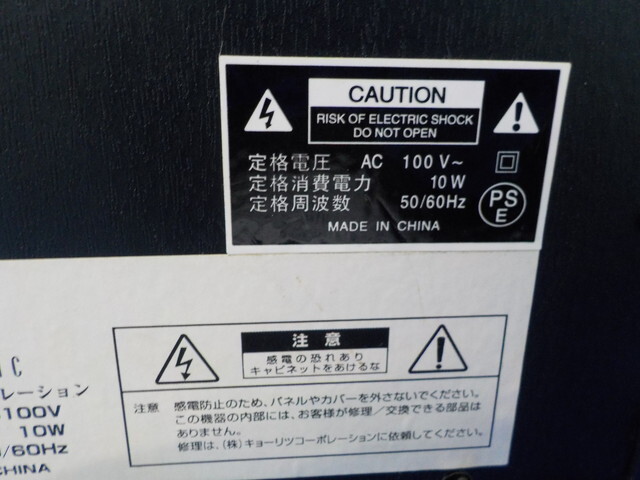 CAUTION
RISK OF ELECTRIC SHOCK
DO NOT OPEN
定格電圧 AC 100 V~
定格消費電力 10 W
定格周波数 50/60Hz
PS
E
MADE IN CHINA
注意
感電の恐れあり
キャビネットをあけるな
注意 感電防止のため、パネルやカバーを外さないでください。
この機器の内部には、お客様が修理/交換できる部品は
ありません。
修理は、(株)キョーリツコーポレーションに依頼してください。
IC
レーション
100V
10W
/60Hz
CHINA